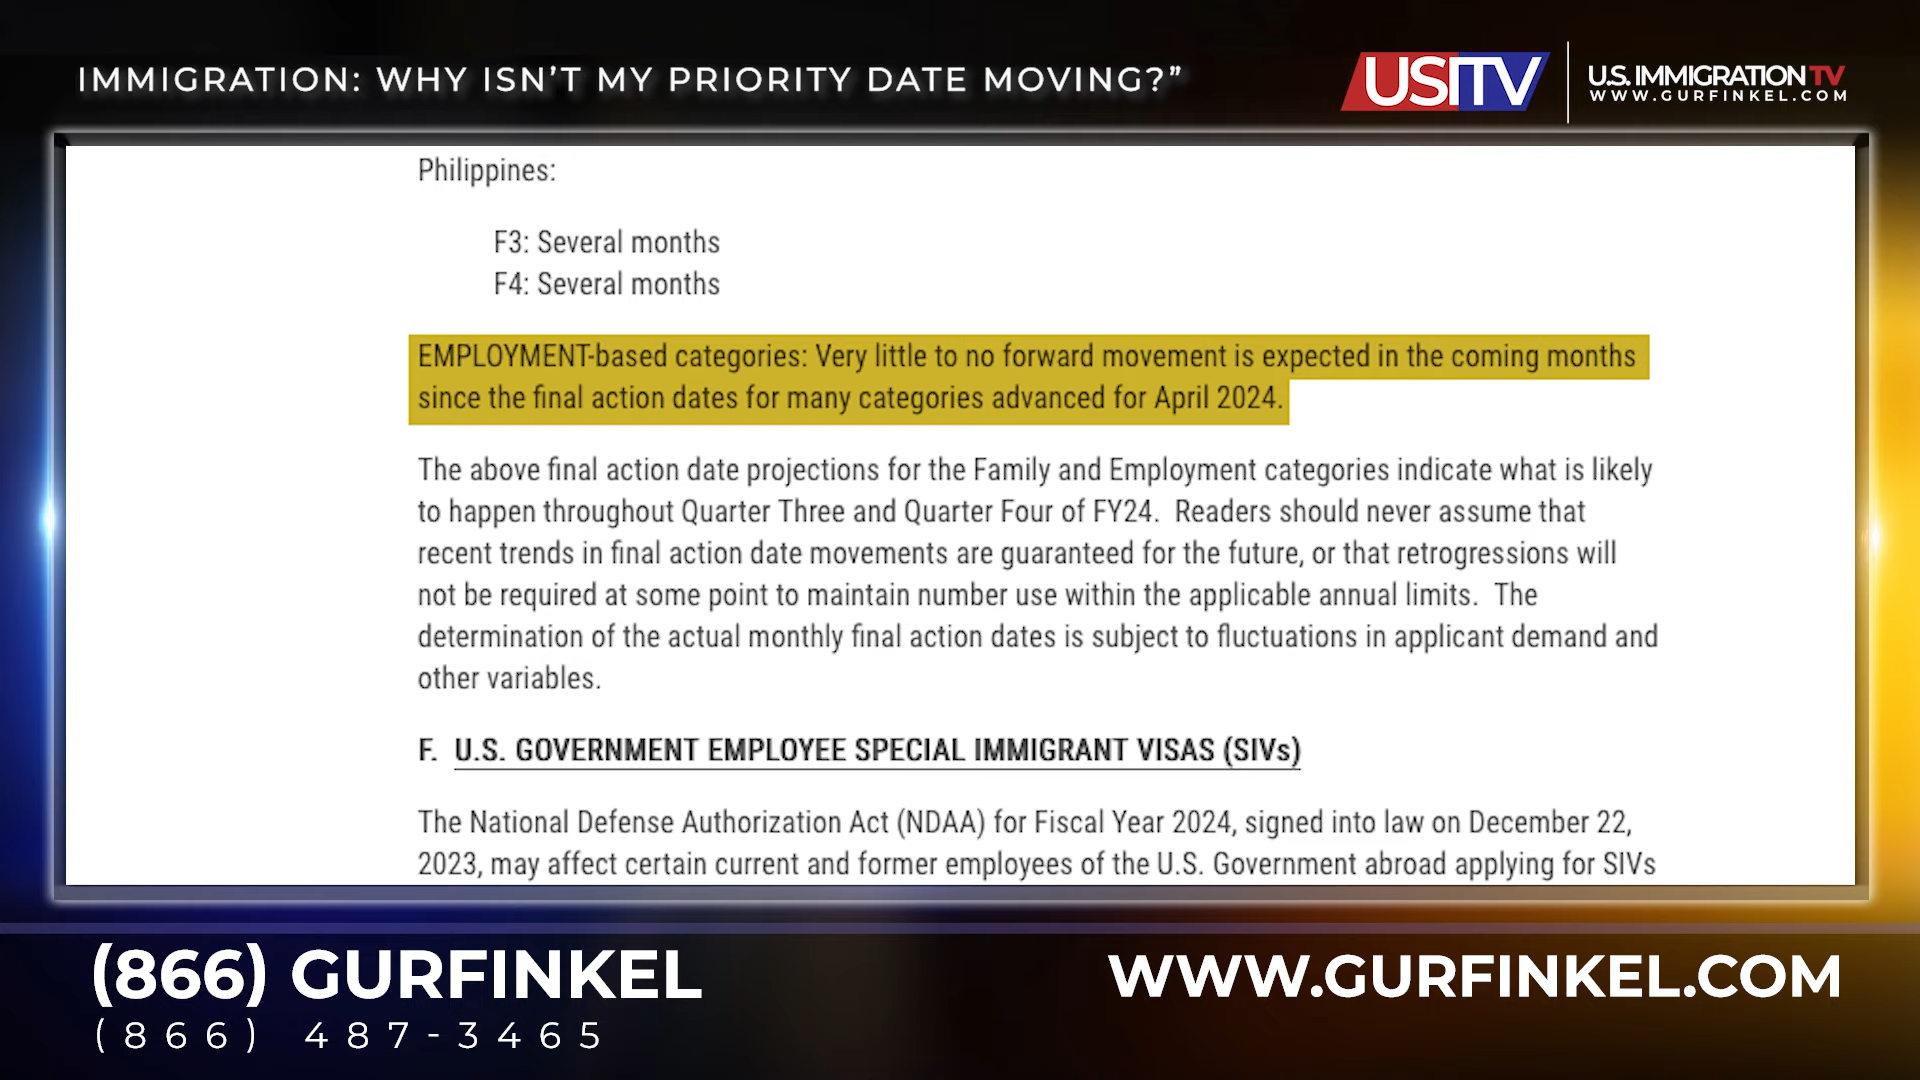 IMMIGRATION: WHY ISN'T MY PRIORITY DATE MOVING?”
USITV
U.S. IMMIGRATION TV
WWW.GURFINKEL.COM
Philippines:
F3: Several months
F4: Several months
EMPLOYMENT-based categories: Very little to no forward movement is expected in the coming months
since the final action dates for many categories advanced for April 2024.
The above final action date projections for the Family and Employment categories indicate what is likely
to happen throughout Quarter Three and Quarter Four of FY24.  Readers should never assume that
recent trends in final action date movements are guaranteed for the future, or that retrogressions will
not be required at some point to maintain number use within the applicable annual limits.  The
determination of the actual monthly final action dates is subject to fluctuations in applicant demand and
other variables.
F.  U.S. GOVERNMENT EMPLOYEE SPECIAL IMMIGRANT VISAS (SIVs)
The National Defense Authorization Act (NDAA) for Fiscal Year 2024, signed into law on December 22,
2023, may affect certain current and former employees of the U.S. Government abroad applying for SIVs
(866) GURFINKEL
(866) 487-3465
WWW.GURFINKEL.COM